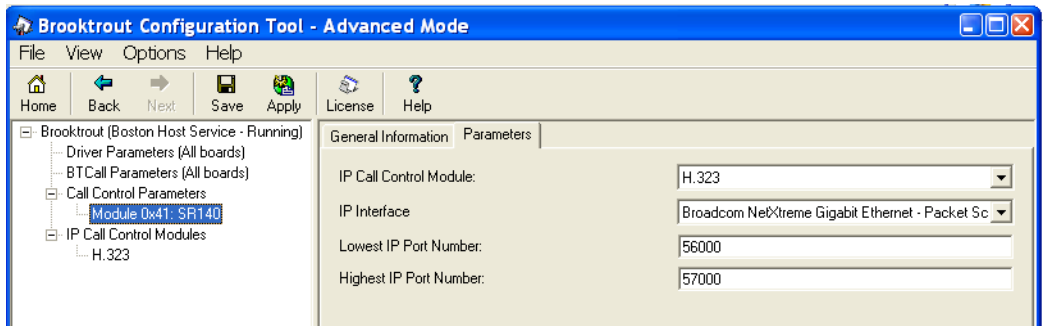 Brooktrout Configuration Tool - Advanced Mode
File View Options Help
Home Back Next Save Apply License Help
Brooktrout (Boston Host Service - Running)
Driver Parameters (All boards)
BTCall Parameters (All boards)
Call Control Parameters
Module 0x41: SR140
IP Call Control Modules
H.323
General Information Parameters
IP Call Control Module: H.323
IP Interface Broadcom NetXtreme Gigabit Ethernet - Packet Sc
Lowest IP Port Number: 56000
Highest IP Port Number: 57000